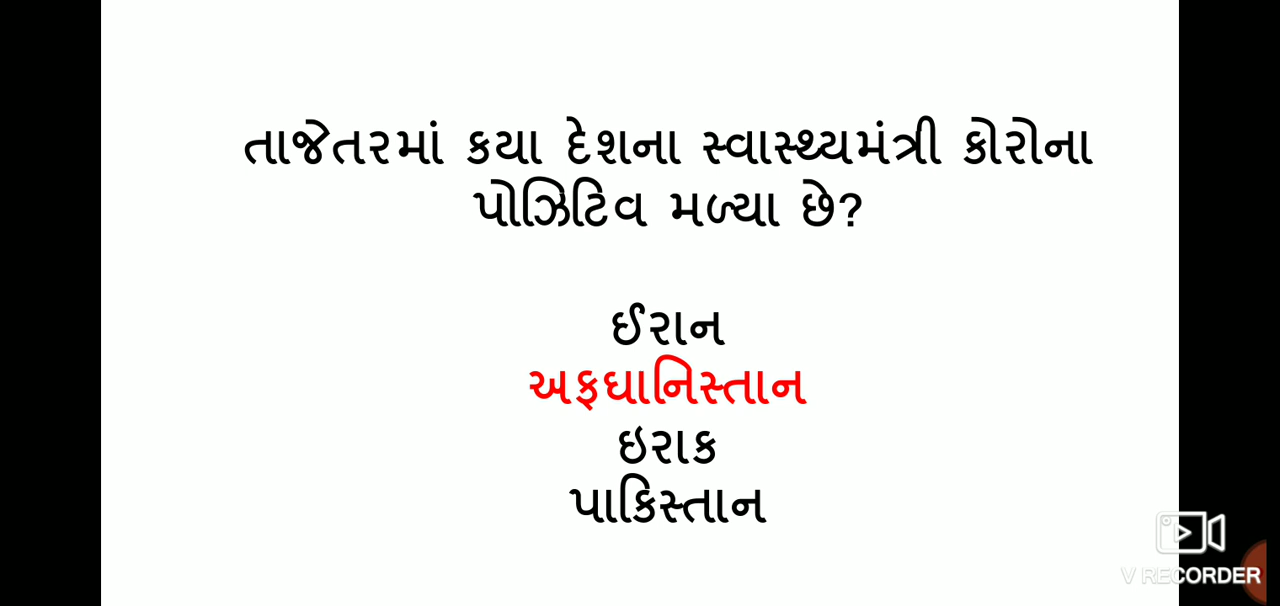 તાજેતરમાં કયા દેશના સ્વાસ્થ્યમંત્રી કોરોના
પોઝિટિવ મળ્યા છે?
ઈરાન
અફઘાનિસ્તાન
ઇરાક
પાકિસ્તાન
V RECORDER